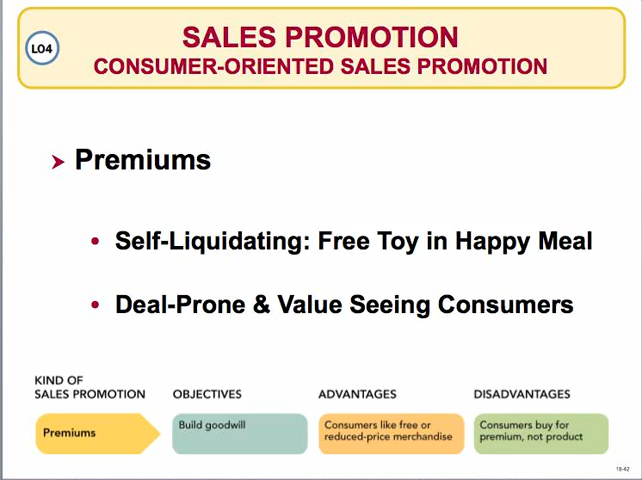 LO4
SALES PROMOTION
CONSUMER-ORIENTED SALES PROMOTION
Premiums
Self-Liquidating: Free Toy in Happy Meal
Deal-Prone & Value Seeing Consumers
KIND OF
SALES PROMOTION
OBJECTIVES
ADVANTAGES
DISADVANTAGES
Premiums
Build goodwill
Consumers like free or
reduced-price merchandise
Consumers buy for
premium, not product
18-42